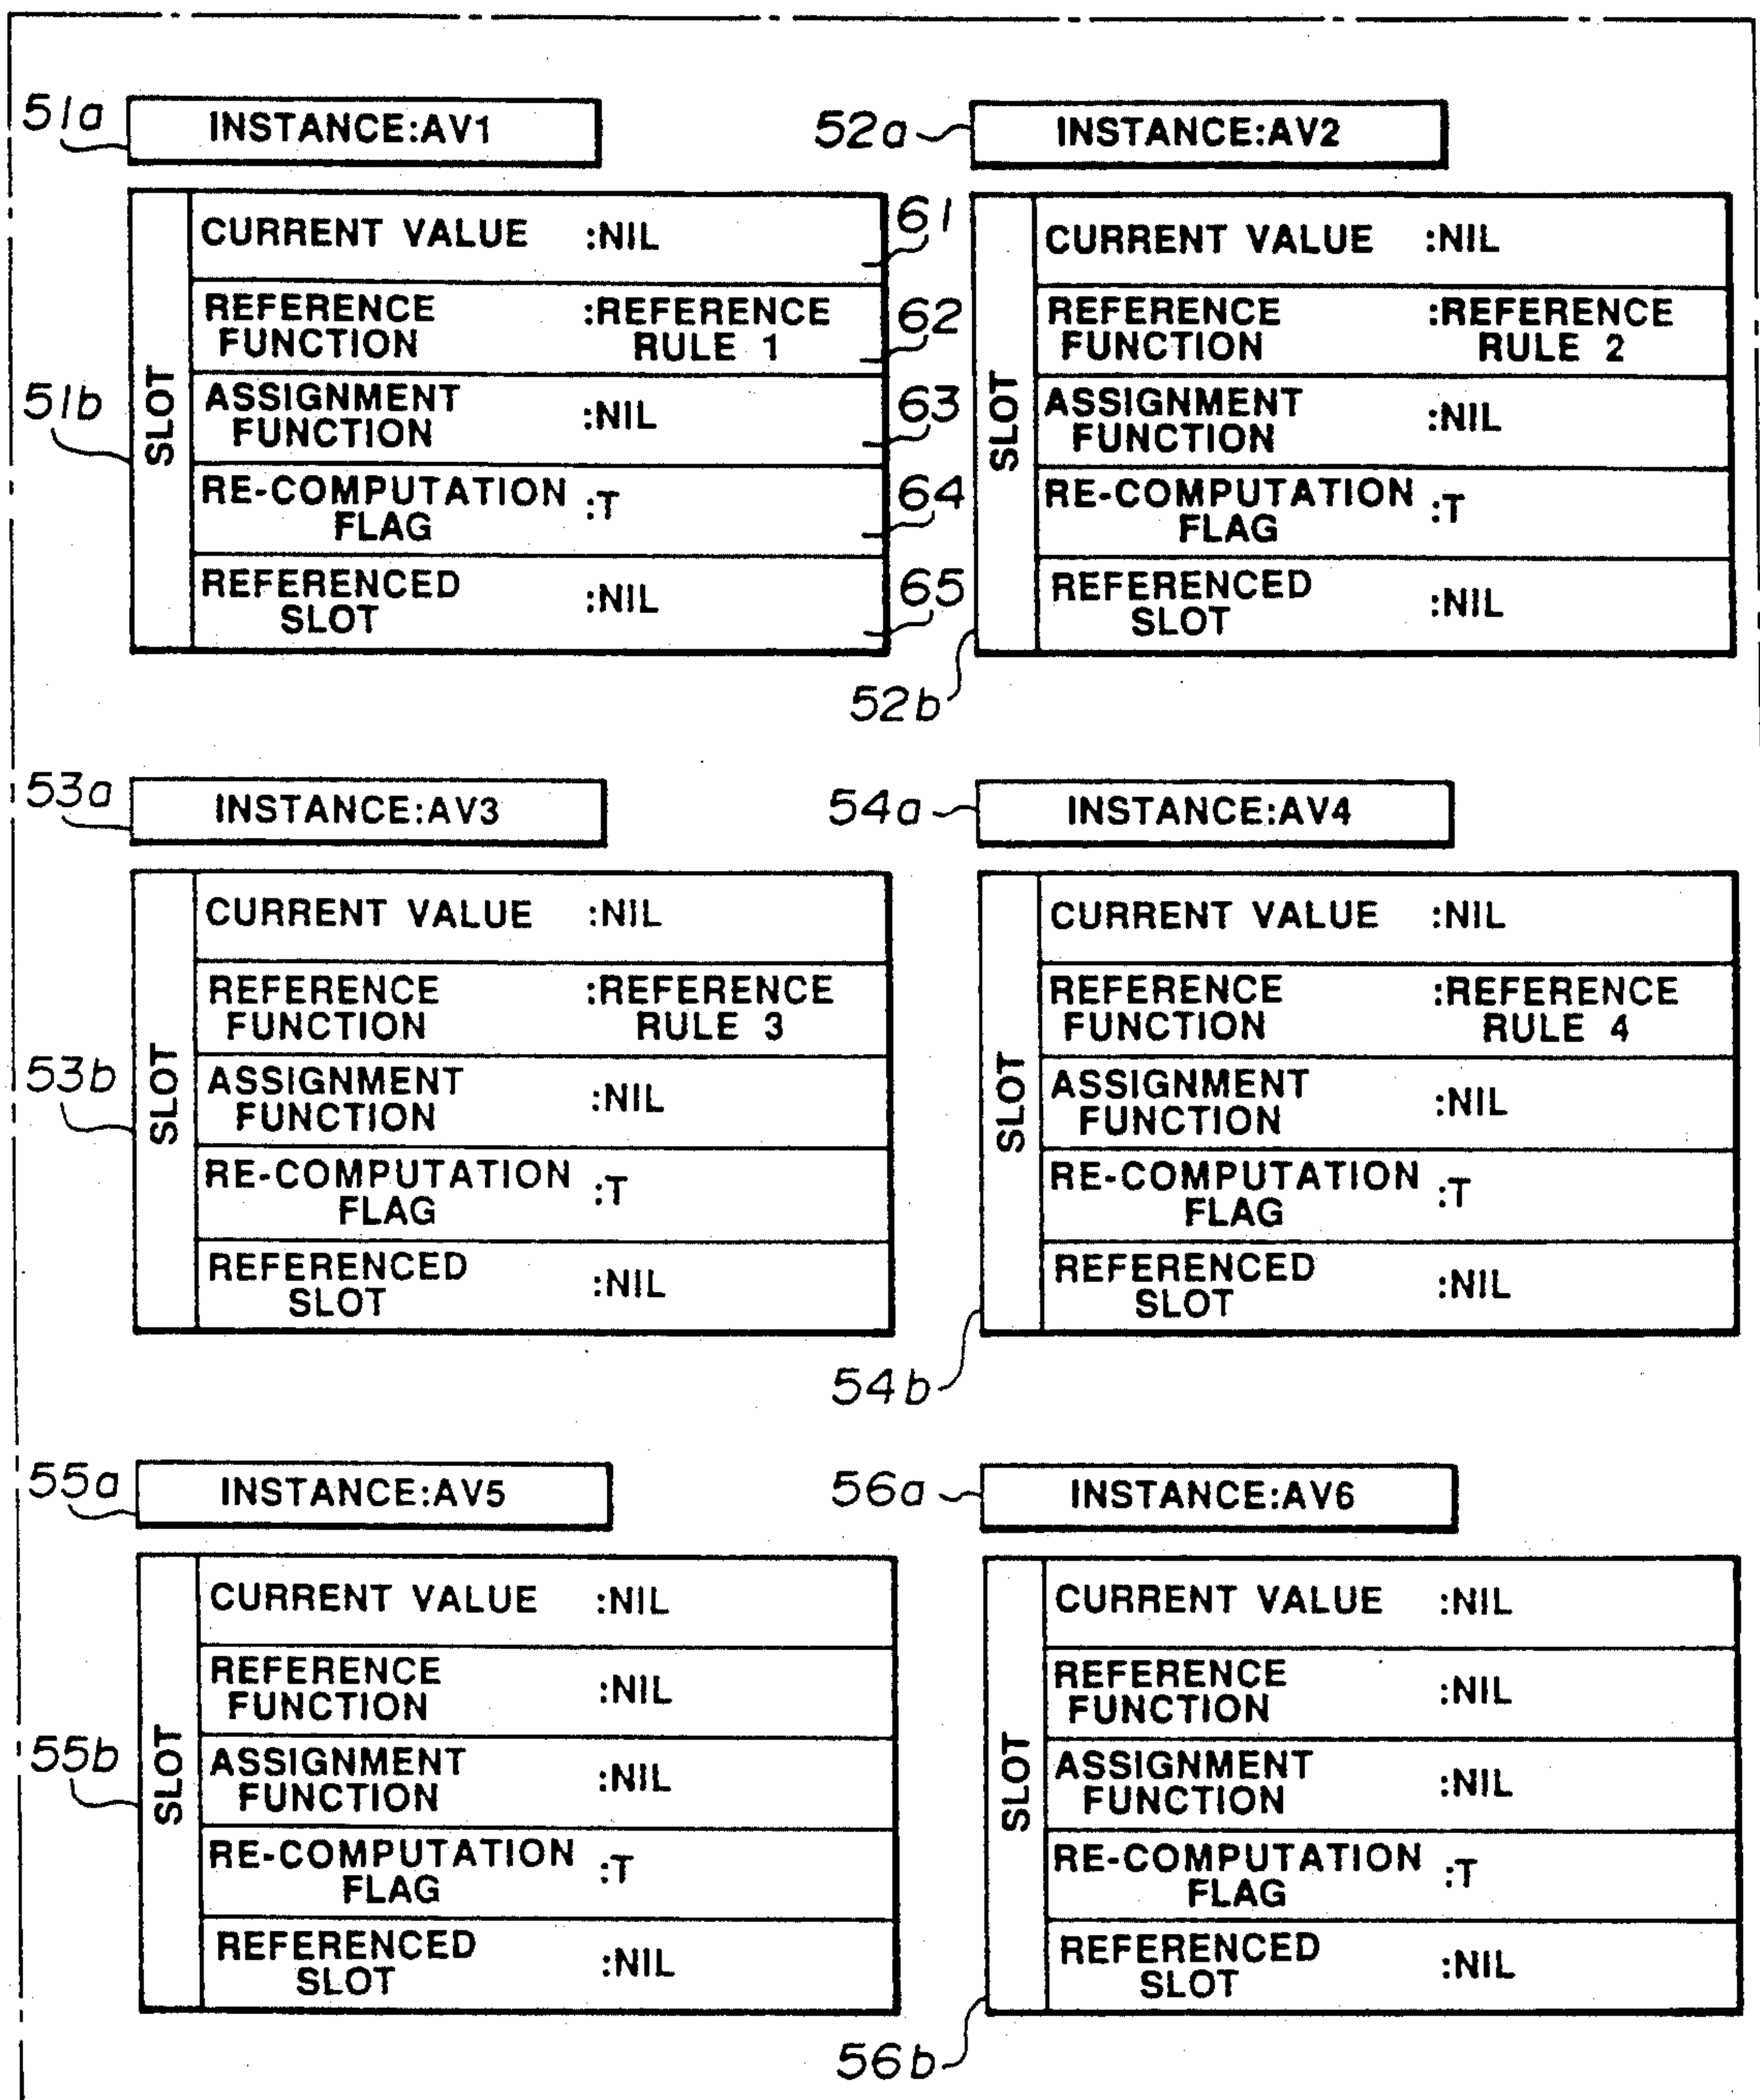 51a
INSTANCE:AV1
52a
INSTANCE:AV2
51b
SLOT
CURRENT VALUE :NIL
61
REFERENCE :REFERENCE
FUNCTION RULE 1
62
ASSIGNMENT
FUNCTION :NIL
63
RE-COMPUTATION :T
FLAG
64
REFERENCED
SLOT :NIL
65
SLOT
CURRENT VALUE :NIL
REFERENCE :REFERENCE
FUNCTION RULE 2
ASSIGNMENT
FUNCTION :NIL
RE-COMPUTATION :T
FLAG
REFERENCED
SLOT :NIL
52b
53a
INSTANCE:AV3
54a
INSTANCE:AV4
53b
SLOT
CURRENT VALUE :NIL
REFERENCE :REFERENCE
FUNCTION RULE 3
ASSIGNMENT
FUNCTION :NIL
RE-COMPUTATION :T
FLAG
REFERENCED
SLOT :NIL
SLOT
CURRENT VALUE :NIL
REFERENCE :REFERENCE
FUNCTION RULE 4
ASSIGNMENT
FUNCTION :NIL
RE-COMPUTATION :T
FLAG
REFERENCED
SLOT :NIL
54b
55a
INSTANCE:AV5
56a
INSTANCE:AV6
55b
SLOT
CURRENT VALUE :NIL
REFERENCE
FUNCTION :NIL
ASSIGNMENT
FUNCTION :NIL
RE-COMPUTATION :T
FLAG
REFERENCED
SLOT :NIL
SLOT
CURRENT VALUE :NIL
REFERENCE
FUNCTION :NIL
ASSIGNMENT
FUNCTION :NIL
RE-COMPUTATION :T
FLAG
REFERENCED
SLOT :NIL
56b